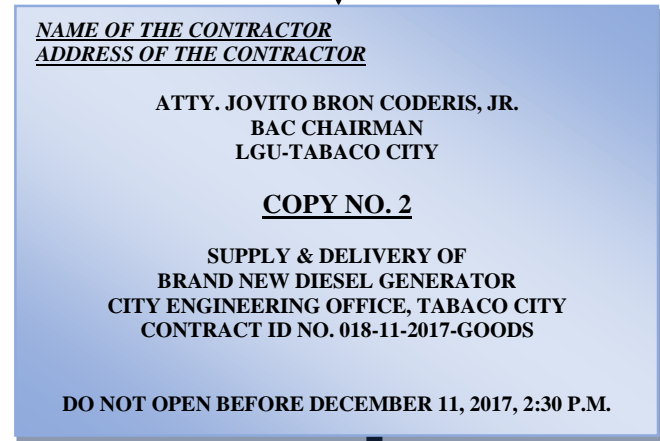 NAME OF THE CONTRACTOR
ADDRESS OF THE CONTRACTOR
ATTY. JOVITO BRON CODERIS, JR.
BAC CHAIRMAN
LGU-TABACO CITY
COPY NO. 2
SUPPLY & DELIVERY OF
BRAND NEW DIESEL GENERATOR
CITY ENGINEERING OFFICE, TABACO CITY
CONTRACT ID NO. 018-11-2017-GOODS
DO NOT OPEN BEFORE DECEMBER 11, 2017, 2:30 P.M.